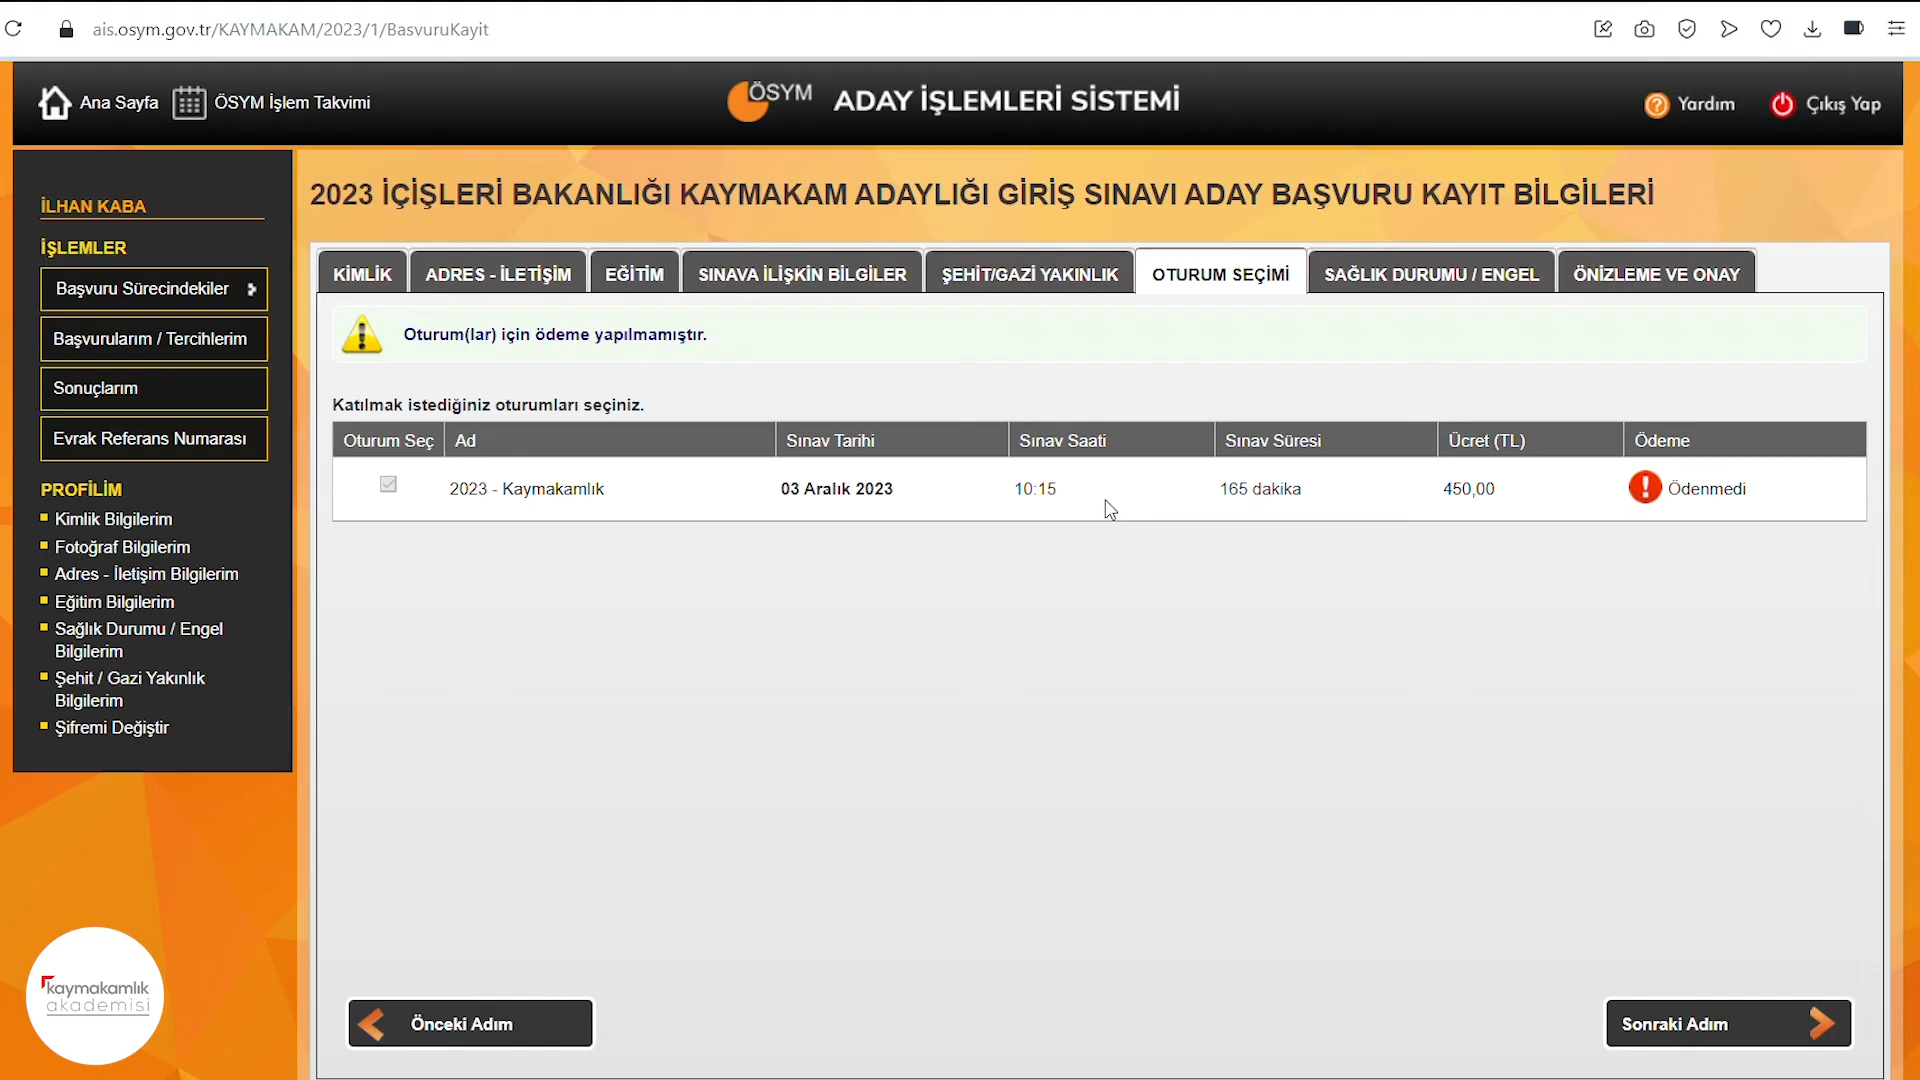 ais.osym.gov.tr/KAYMAKAM/2023/1/BasvuruKayit
Ana Sayfa
ÖSYM İşlem Takvimi
ÖSYM
ADAY İŞLEMLERİ SİSTEMİ
Yardım
Çıkış Yap
İLHAN KABA
İŞLEMLER
Başvuru Sürecindekiler
Başvurularım / Tercihlerim
Sonuçlarım
Evrak Referans Numarası
PROFİLİM
Kimlik Bilgilerim
Fotoğraf Bilgilerim
Adres - İletişim Bilgilerim
Eğitim Bilgilerim
Sağlık Durumu / Engel
Bilgilerim
Şehit / Gazi Yakınlık
Bilgilerim
Şifremi Değiştir
2023 İÇİŞLERİ BAKANLIĞI KAYMAKAM ADAYLIĞI GİRİŞ SINAVI ADAY BAŞVURU KAYIT BİLGİLERİ
KİMLİK
ADRES - İLETİŞİM
EĞİTİM
SINAVA İLİŞKİN BİLGİLER
ŞEHİT/GAZİ YAKINLIK
OTURUM SEÇİMİ
SAĞLIK DURUMU / ENGEL
ÖNİZLEME VE ONAY
Oturum(lar) için ödeme yapılmamıştır.
Katılmak istediğiniz oturumları seçiniz.
Oturum Seç Ad Sınav Tarihi Sınav Saati Sınav Süresi Ücret (TL) Ödeme
2023 - Kaymakamlık 03 Aralık 2023 10:15 165 dakika 450,00 Ödenmedi
Önceki Adım
Sonraki Adım
kaymakamlık
akademisi